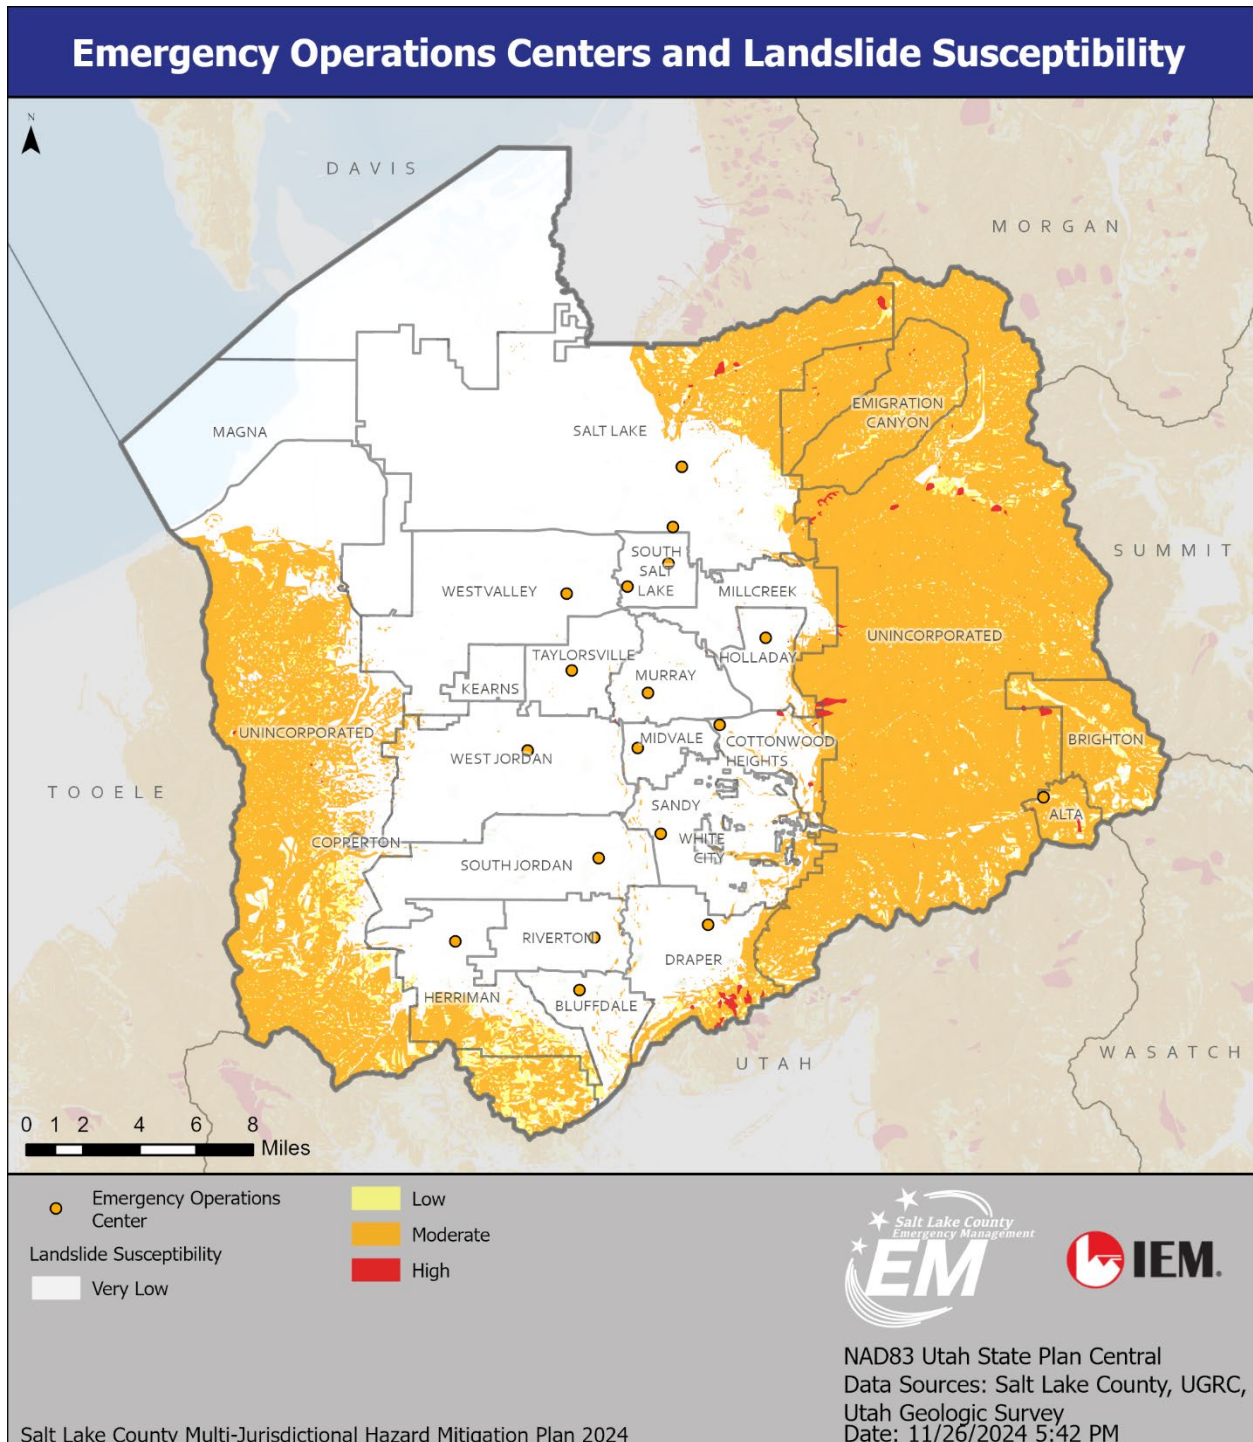 Emergency Operations Centers and Landslide Susceptibility
N
DAVIS
MORGAN
EMIGRATION
CANYON
MAGNA
SALT LAKE
SUMMIT
SOUTH
SALT
LAKE
WEST VALLEY
MILLCREEK
UNINCORPORATED
TAYLORSVILLE
HOLLADAY
MURRAY
KEARNS
UNINCORPORATED
MIDVALE
COTTONWOOD
HEIGHTS
BRIGHTON
WEST JORDAN
TOOELE
SANDY
ALTA
COPPERTON
WHITE
CITY
SOUTH JORDAN
RIVERTON
DRAPER
HERRIMAN
BLUFFDALE
UTAH
WASATCH
0 1 2 4 6 8
Miles
Emergency Operations
Center
Landslide Susceptibility
Very Low
Low
Moderate
High
Salt Lake County
Emergency Management
EM
IEM.
NAD83 Utah State Plan Central
Data Sources: Salt Lake County, UGRC,
Utah Geologic Survey
Date: 11/26/2024 5:42 PM
Salt Lake County Multi-Jurisdictional Hazard Mitigation Plan 2024